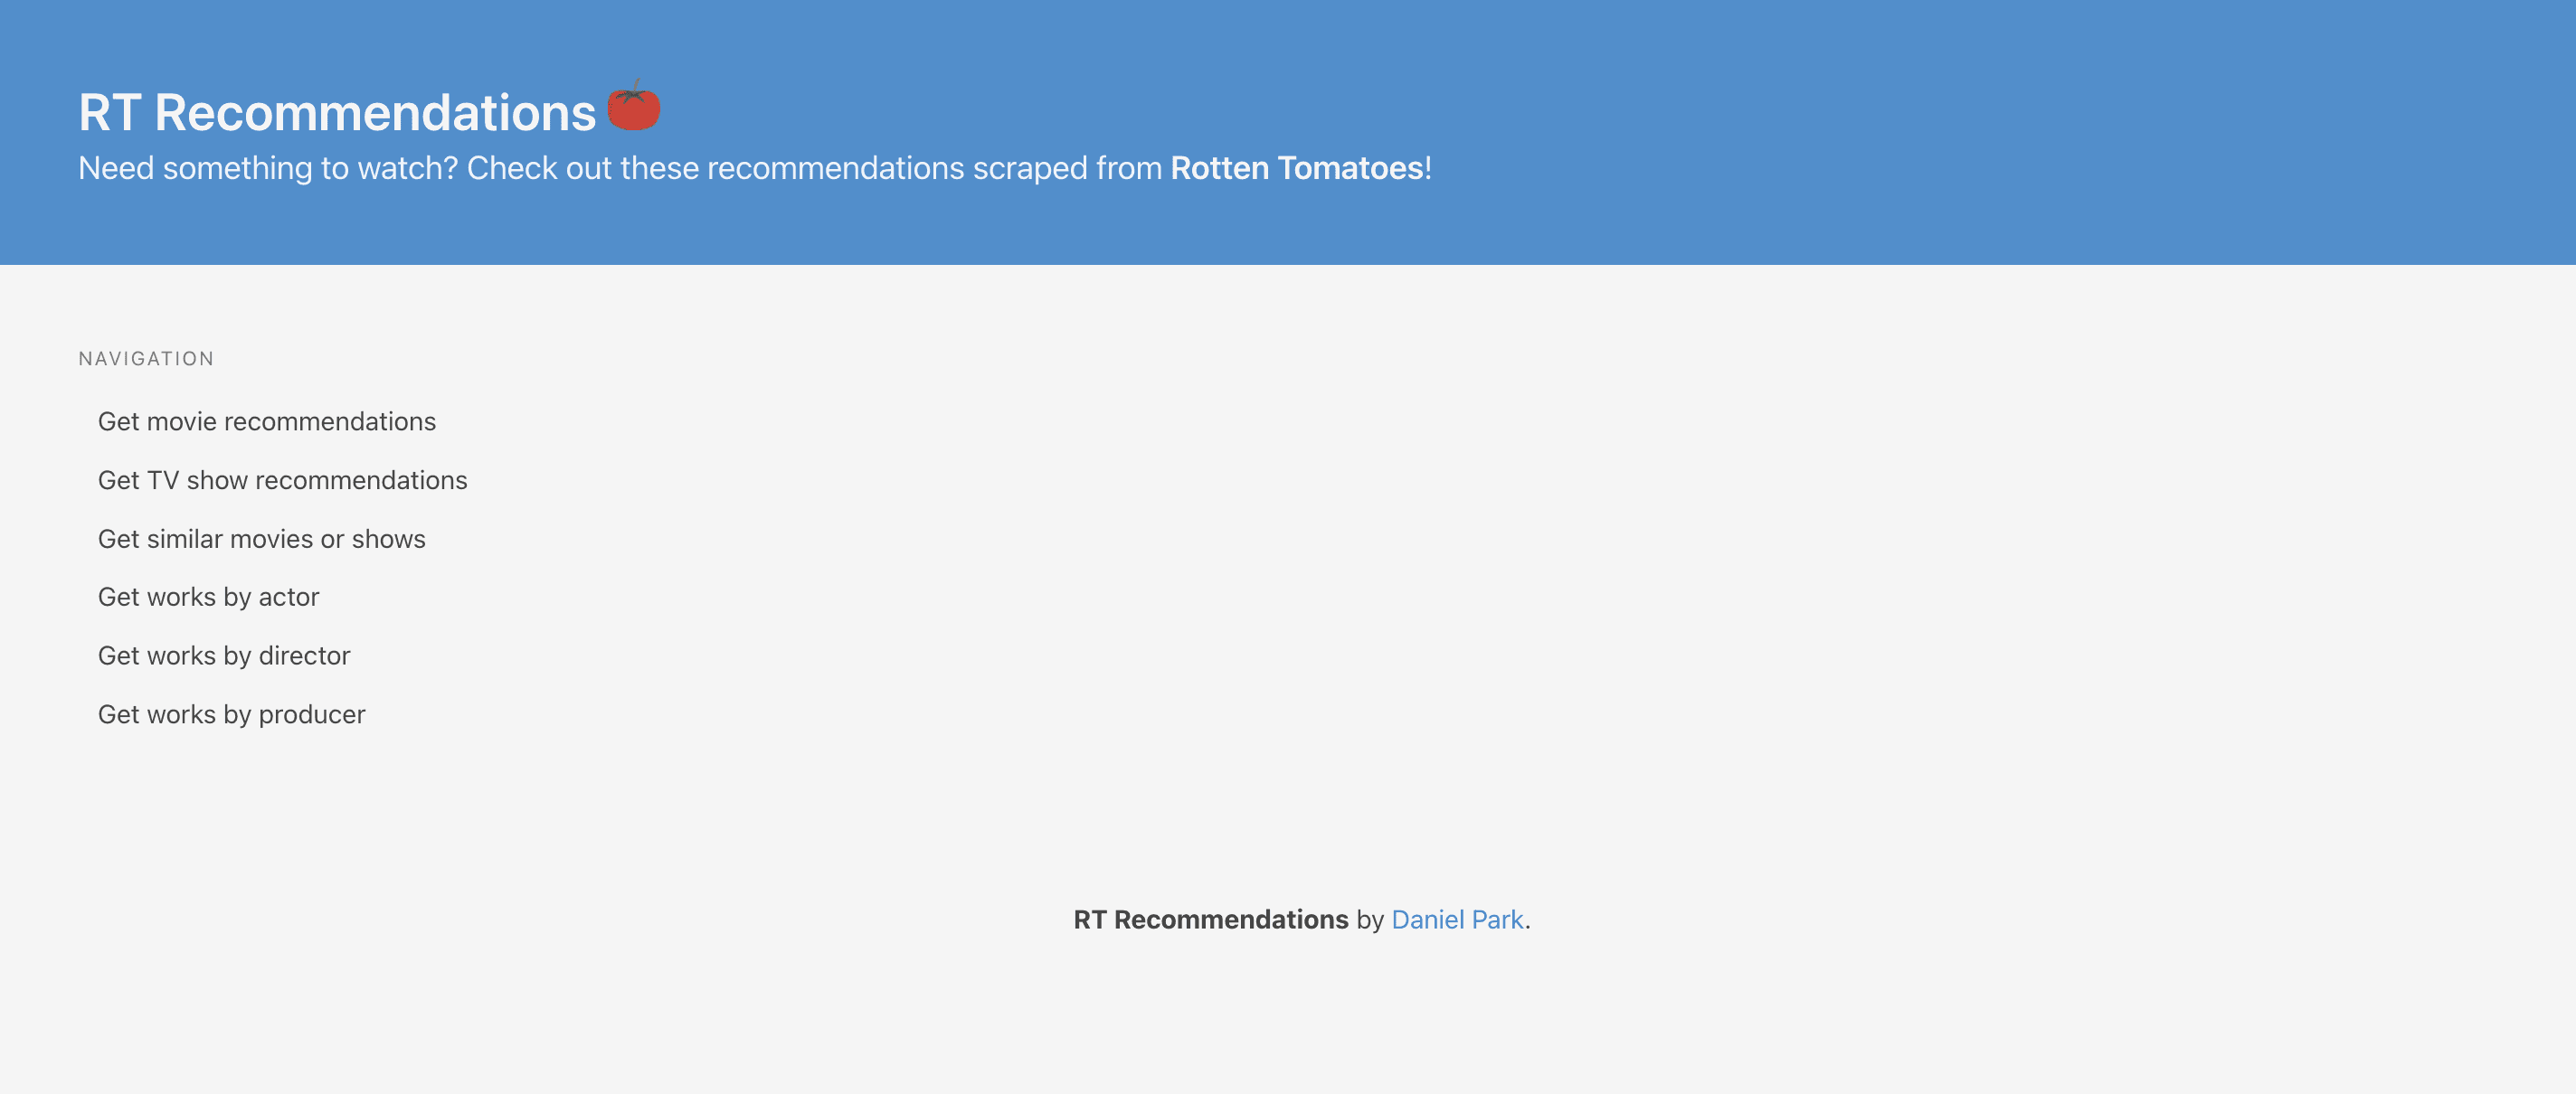 RT Recommendations
Need something to watch? Check out these recommendations scraped from Rotten Tomatoes!
NAVIGATION
Get movie recommendations
Get TV show recommendations
Get similar movies or shows
Get works by actor
Get works by director
Get works by producer
RT Recommendations by Daniel Park.